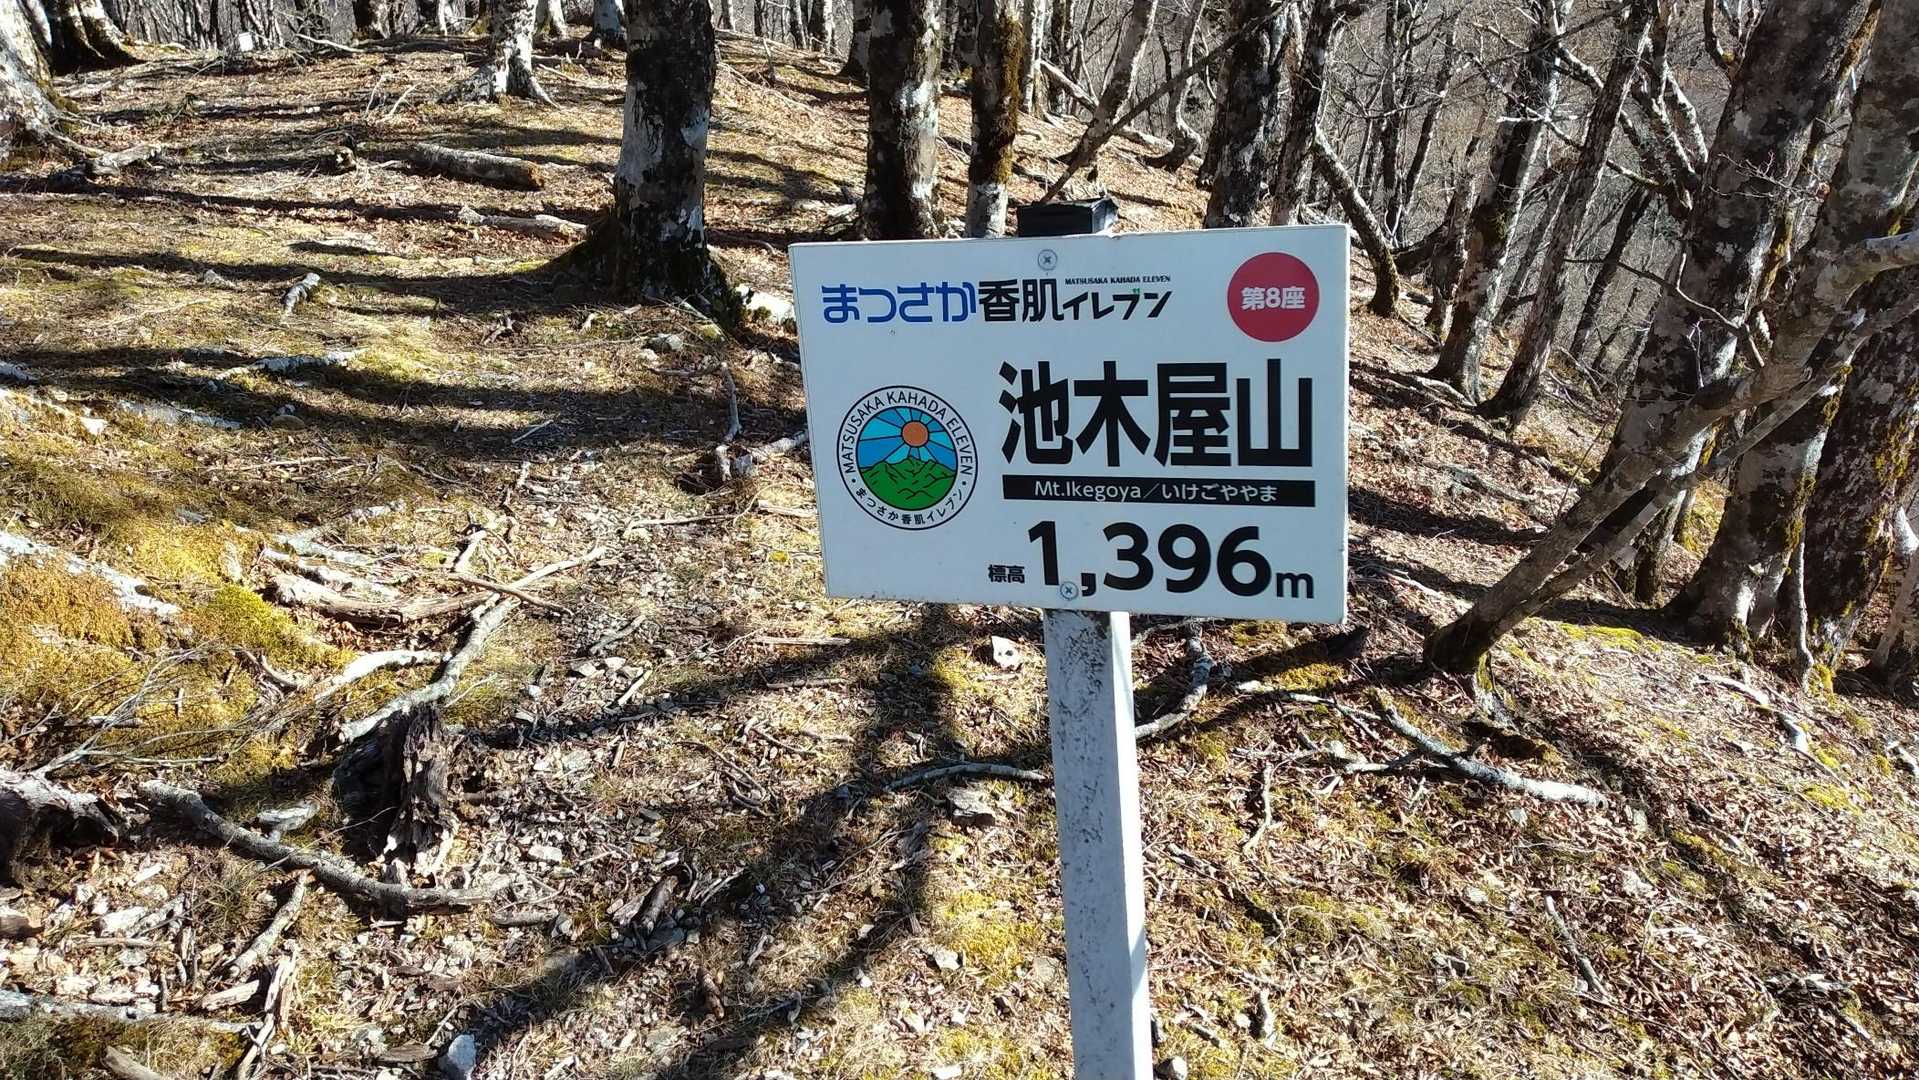 まつさか香肌イレブン
MATSUSAKA KAHADA ELEVEN
第8座
池木屋山
Mt.Ikegoya／いけごややま
標高1,396m
MATSUSAKA KAHADA ELEVEN
まつさか香肌イレブン